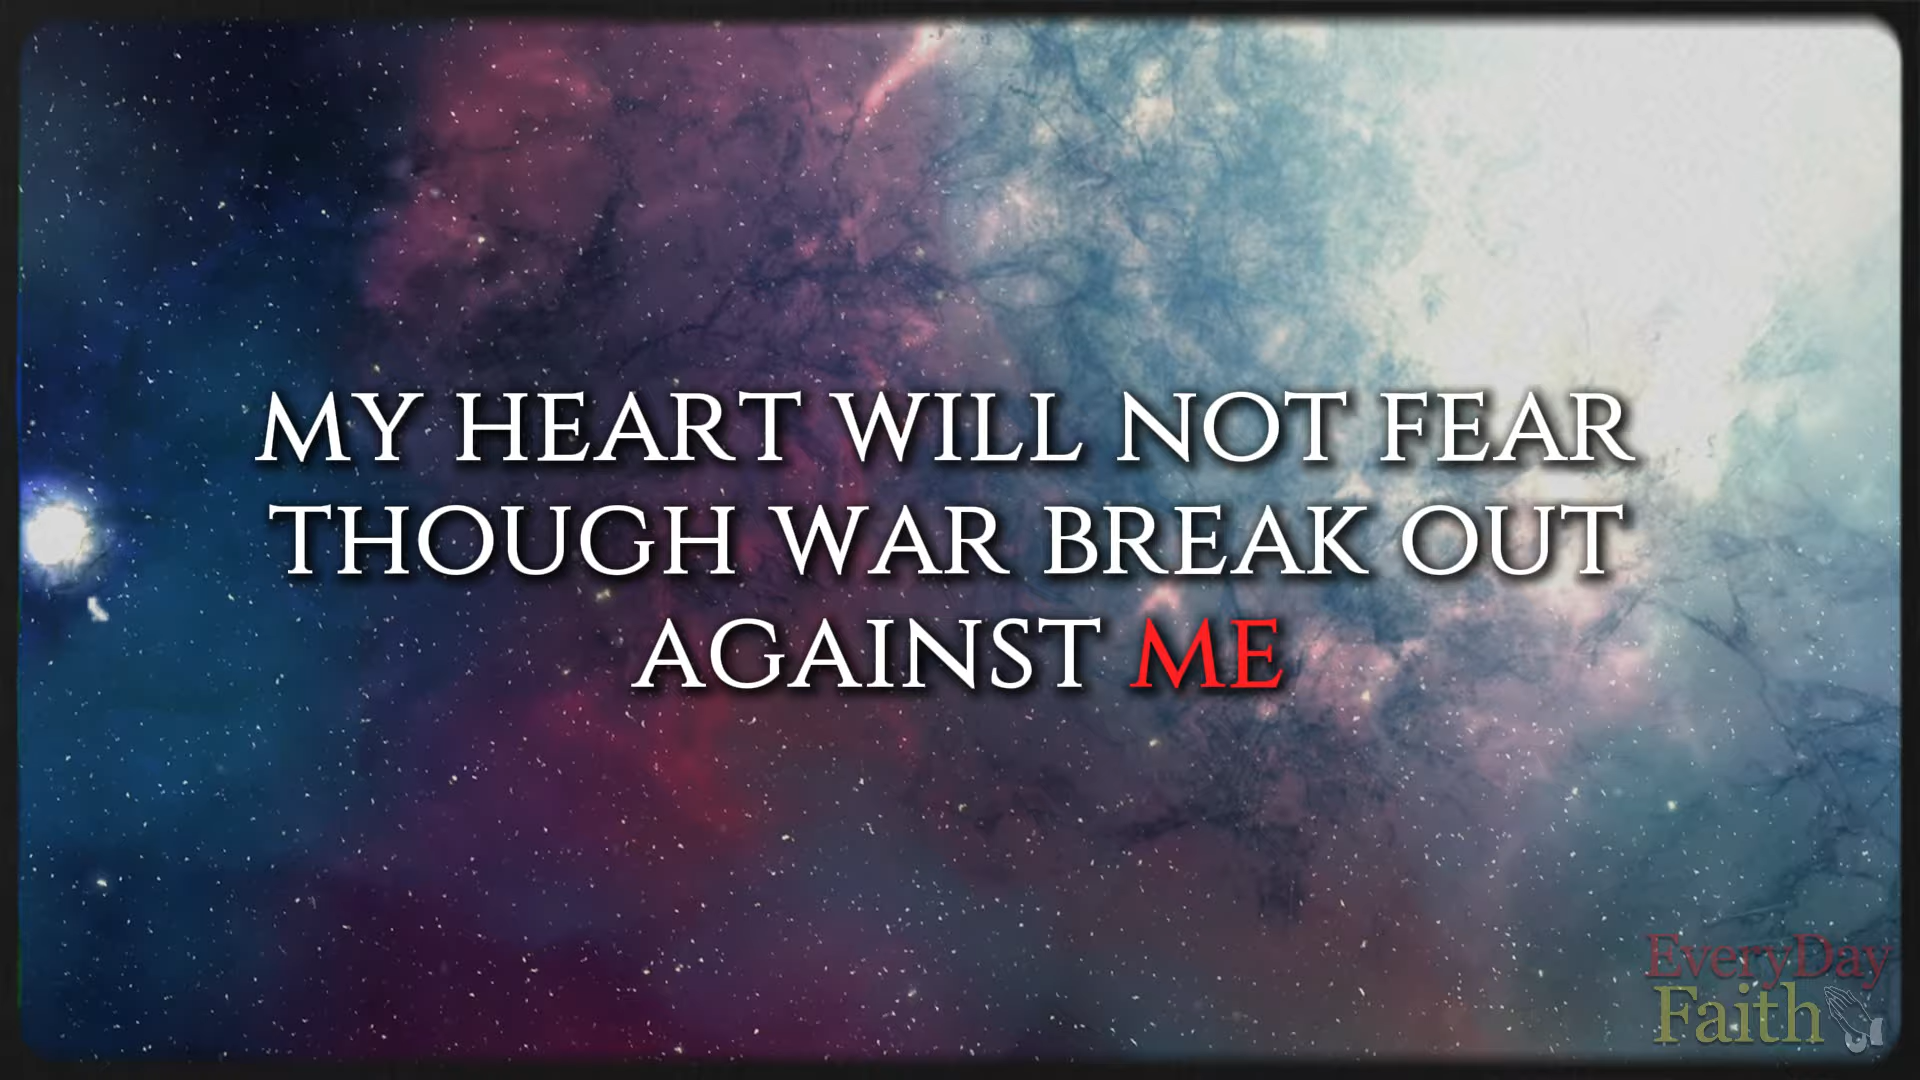 MY HEART WILL NOT FEAR
THOUGH WAR BREAK OUT
AGAINST ME
EveryDay
Faith